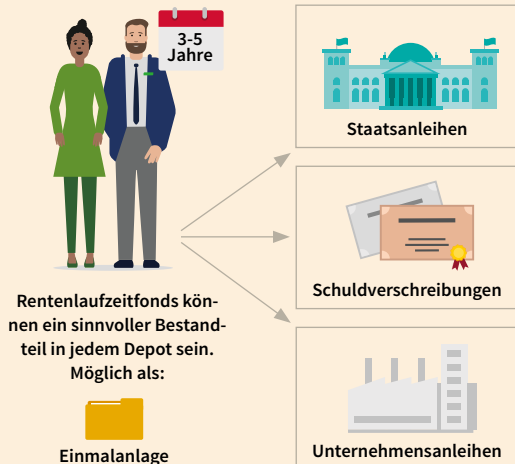 3-5
Jahre
Staatsanleihen
Schuldverschreibungen
Rentenlaufzeitfonds kön-
nen ein sinnvoller Bestand-
teil in jedem Depot sein.
Möglich als:
Einmalanlage
Unternehmensanleihen